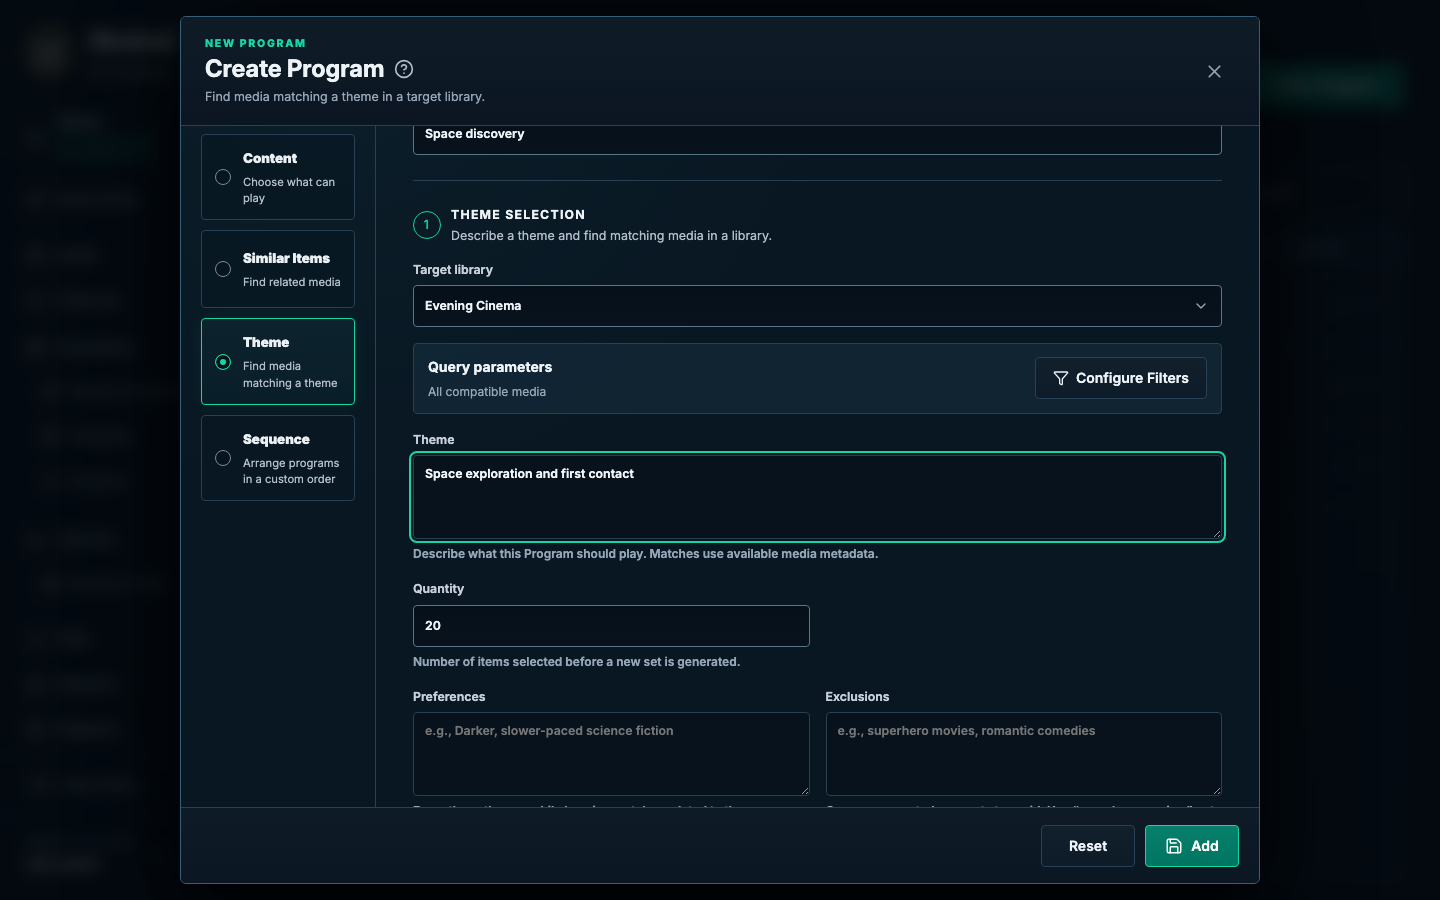 NEW PROGRAM
Create Program
Find media matching a theme in a target library.
Content
Choose what can
play
Similar Items
Find related media
Theme
Find media
matching a theme
Sequence
Arrange programs
in a custom order
Space discovery
1
THEME SELECTION
Describe a theme and find matching media in a library.
Target library
Evening Cinema
Query parameters
All compatible media
Configure Filters
Theme
Space exploration and first contact
Describe what this Program should play. Matches use available media metadata.
Quantity
20
Number of items selected before a new set is generated.
Preferences
Exclusions
e.g., Darker, slower-paced science fiction
e.g., superhero movies, romantic comedies
Reset
Add